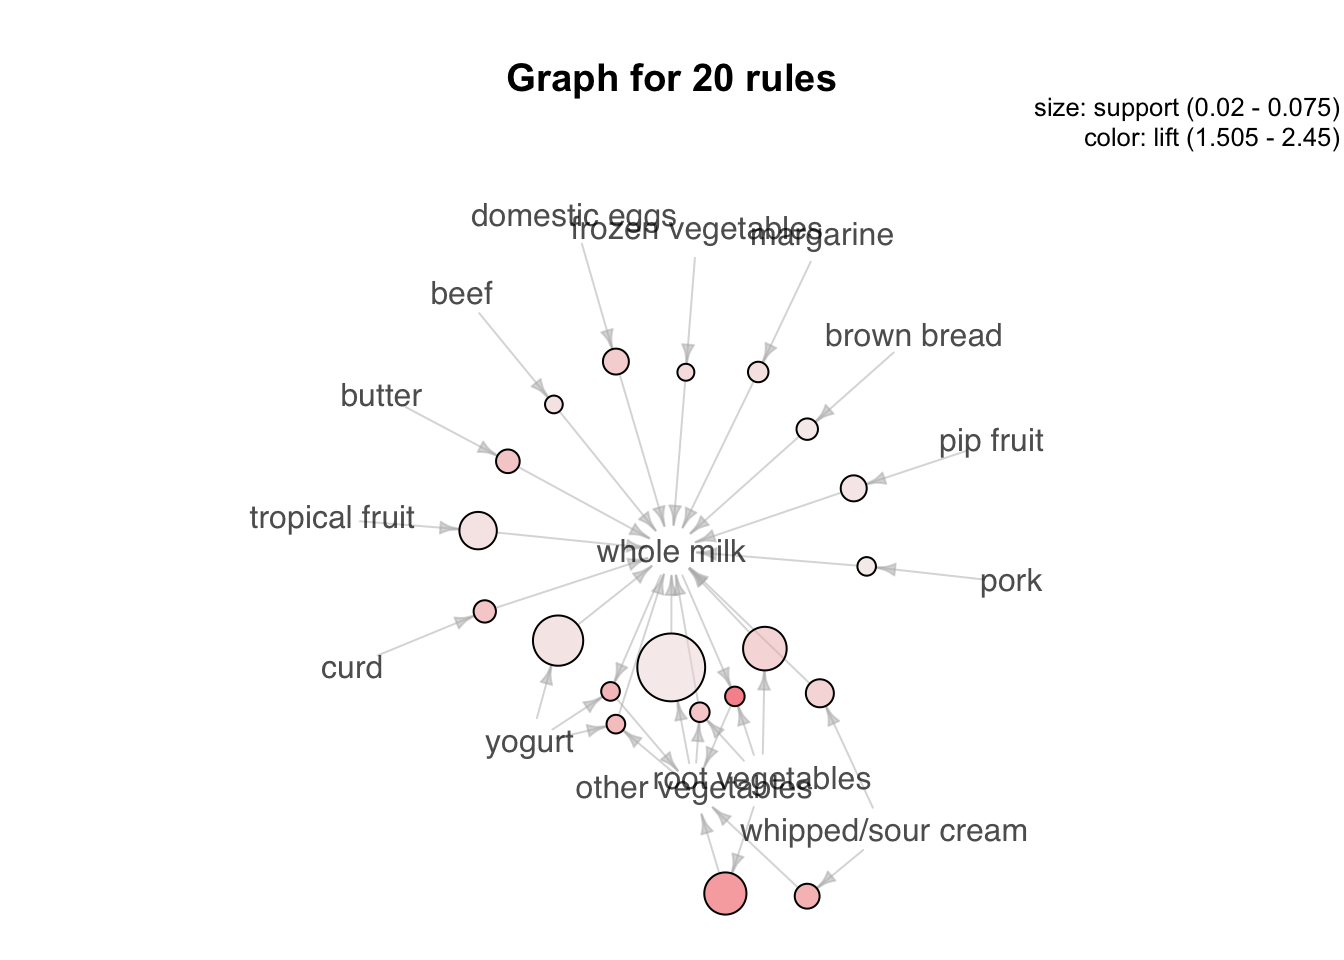 Graph for 20 rules
size: support (0.02 - 0.075)
color: lift (1.505 - 2.45)
domestic eggs
frozen vegetables
margarine
beef
brown bread
butter
pip fruit
tropical fruit
whole milk
pork
curd
yogurt
root vegetables
other vegetables
whipped/sour cream